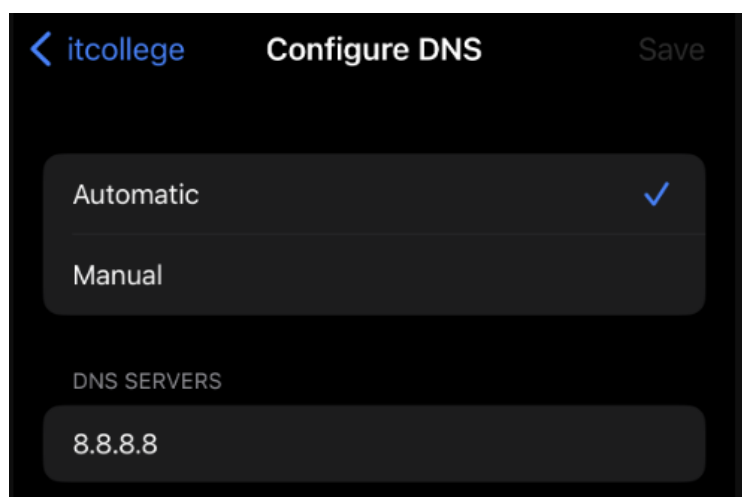 itcollege Configure DNS Save
Automatic
Manual
DNS SERVERS
8.8.8.8